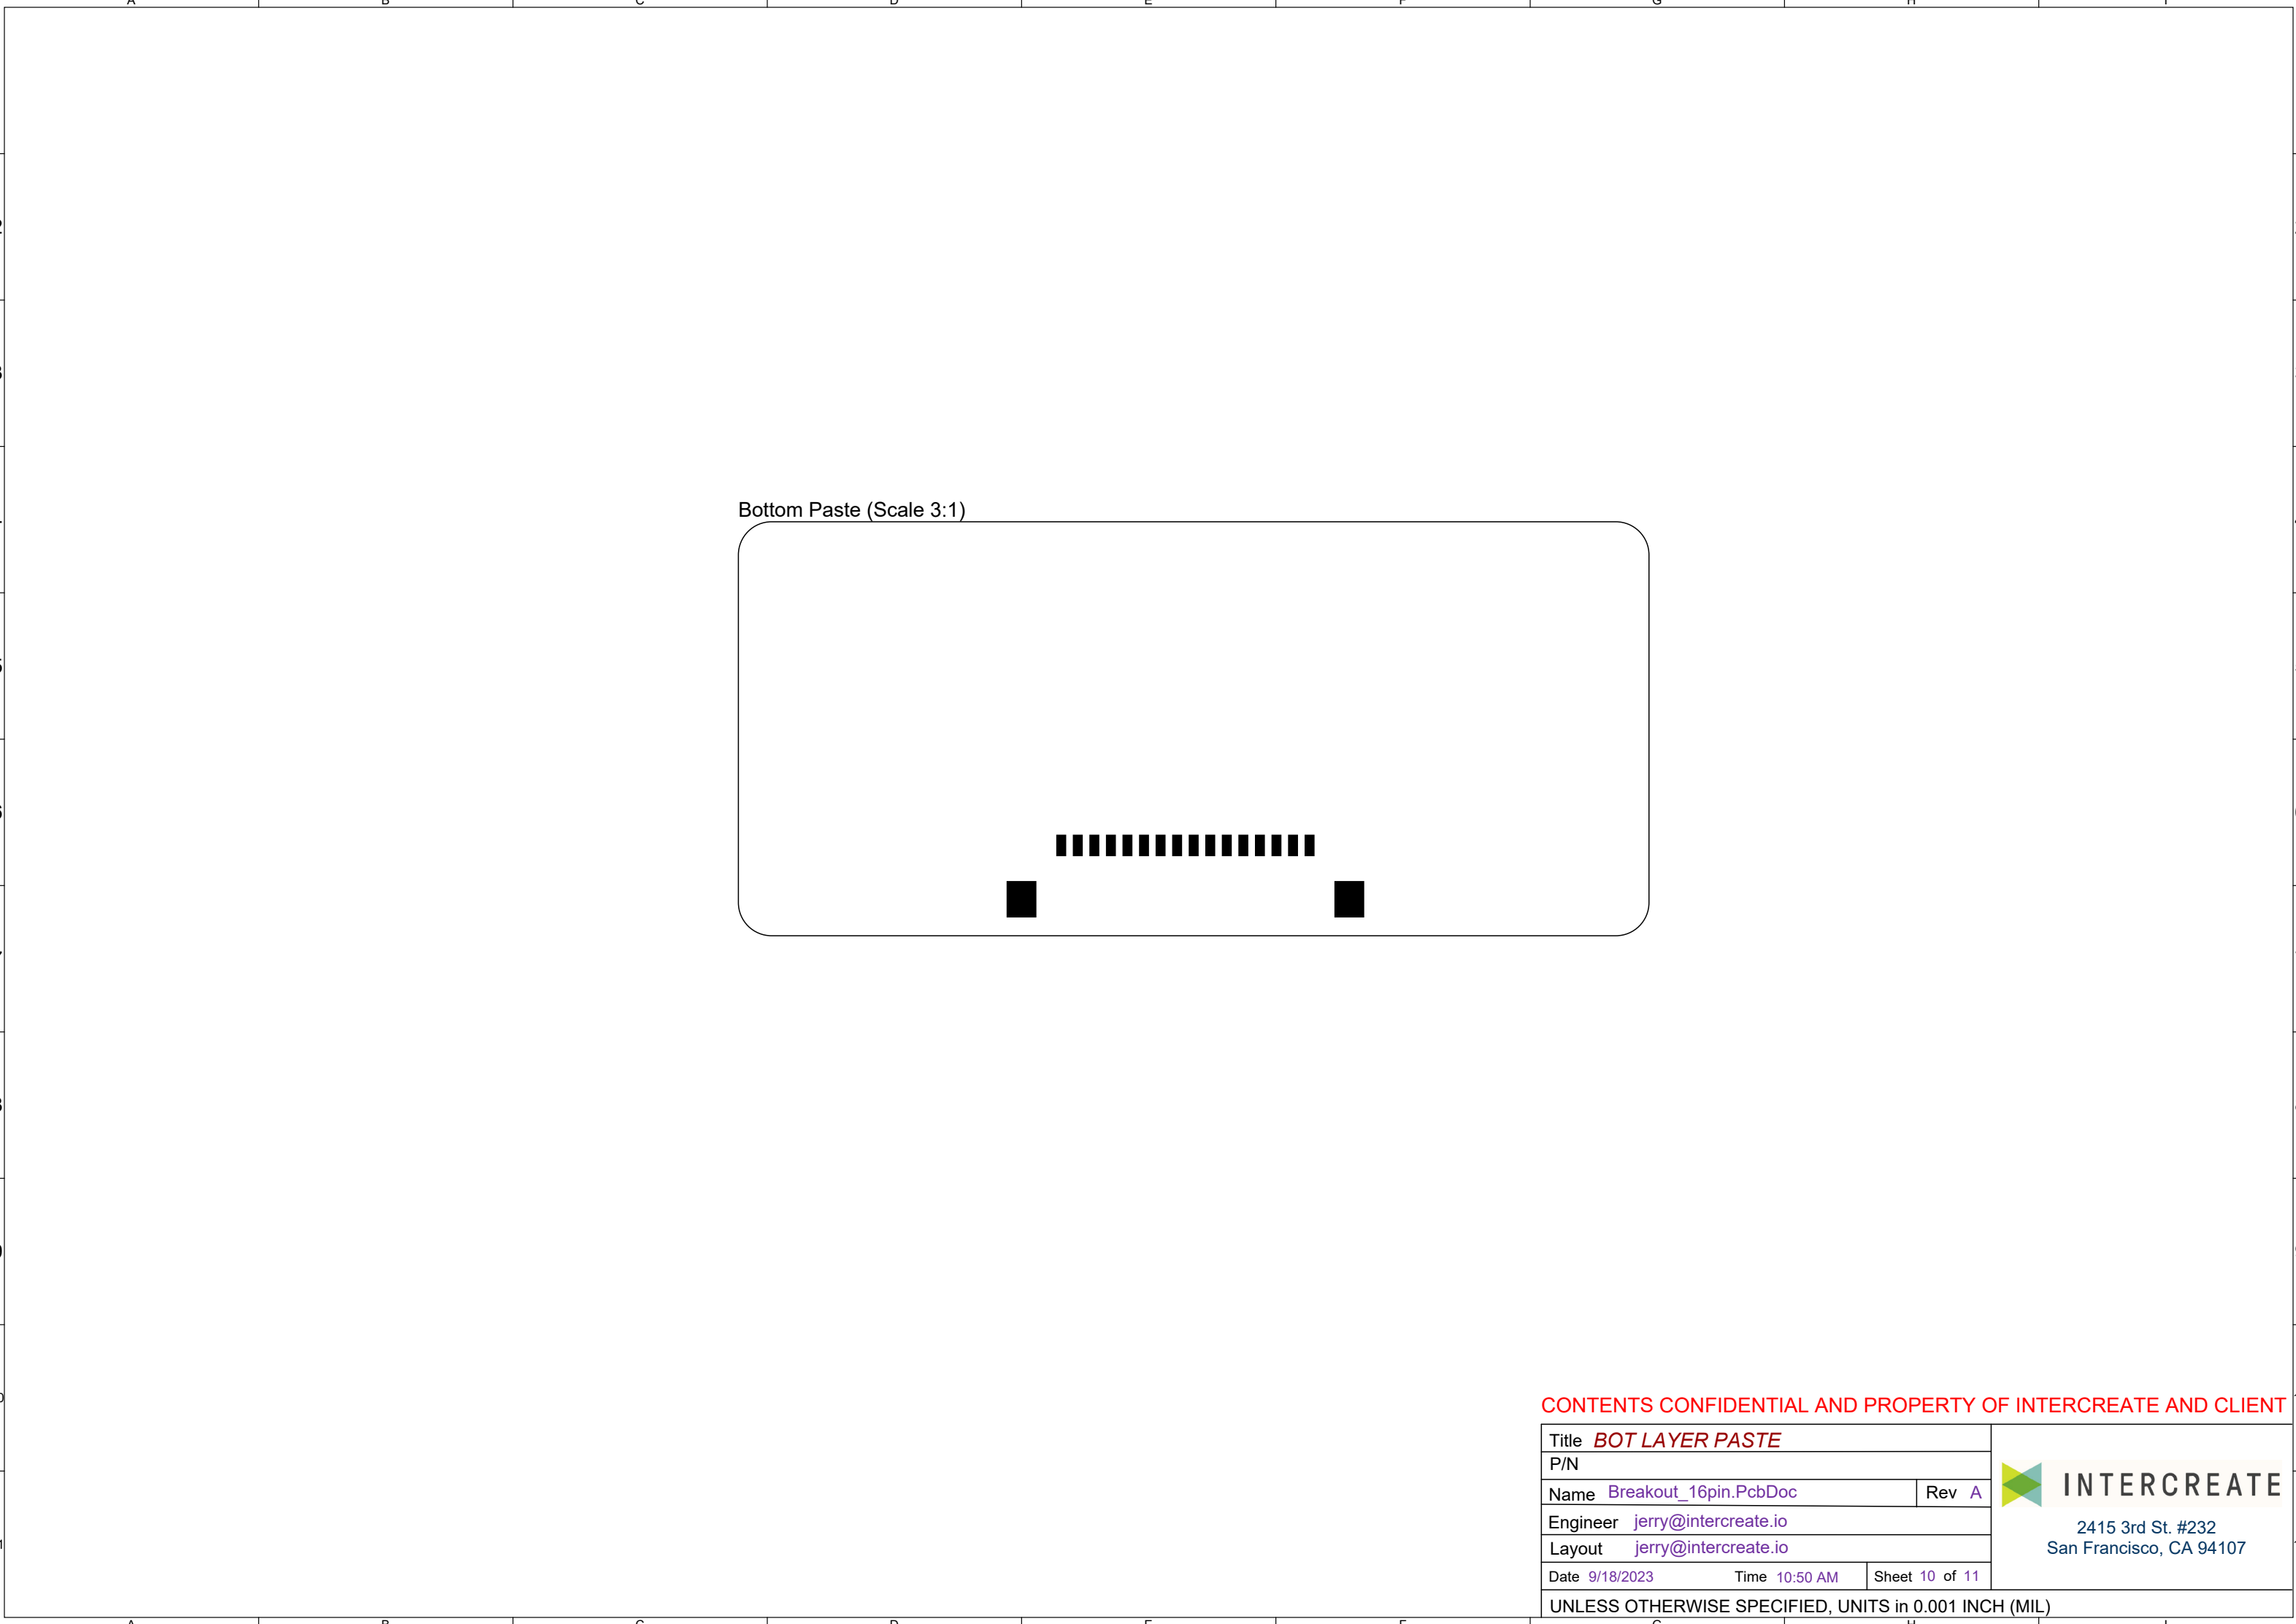 A B C D E F G H I
Bottom Paste (Scale 3:1)
CONTENTS CONFIDENTIAL AND PROPERTY OF INTERCREATE AND CLIENT
Title BOT LAYER PASTE
P/N
Name Breakout_16pin.PcbDoc Rev A
Engineer jerry@intercreate.io
Layout jerry@intercreate.io
Date 9/18/2023 Time 10:50 AM Sheet 10 of 11
UNLESS OTHERWISE SPECIFIED, UNITS in 0.001 INCH (MIL)
INTERCREATE
2415 3rd St. #232
San Francisco, CA 94107